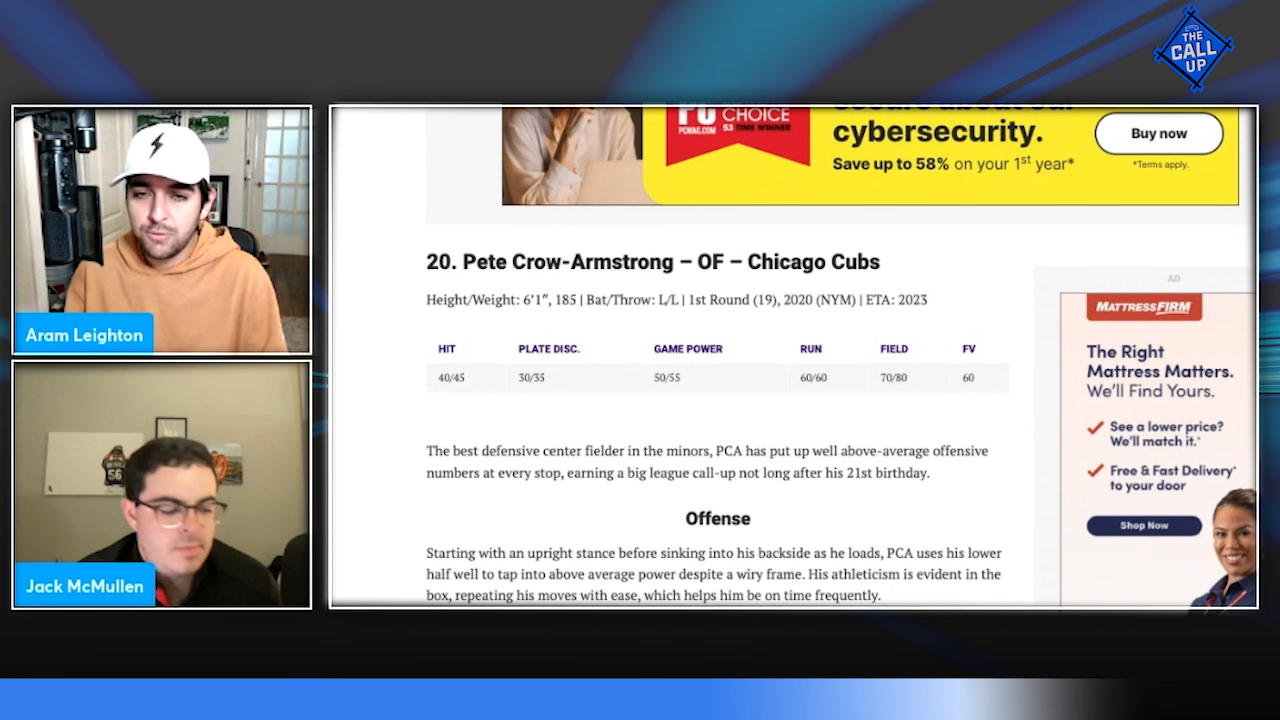 THE
CALL
UP
Aram Leighton
56
Jack McMullen
PCMAG.COM
CHOICE
53 TIME WINNER
cybersecurity.
Save up to 58% on your 1st year*
Buy now
*Terms apply.
20. Pete Crow-Armstrong – OF – Chicago Cubs
Height/Weight: 6'1", 185 | Bat/Throw: L/L | 1st Round (19), 2020 (NYM) | ETA: 2023
HIT PLATE DISC. GAME POWER RUN FIELD FV
40/45 30/35 50/55 60/60 70/80 60
The best defensive center fielder in the minors, PCA has put up well above-average offensive
numbers at every stop, earning a big league call-up not long after his 21st birthday.
Offense
Starting with an upright stance before sinking into his backside as he loads, PCA uses his lower
half well to tap into above average power despite a wiry frame. His athleticism is evident in the
box, repeating his moves with ease, which helps him be on time frequently.
AD
MATTRESSFIRM
The Right
Mattress Matters.
We'll Find Yours.
See a lower price?
We'll match it.*
Free & Fast Delivery*
to your door
Shop Now